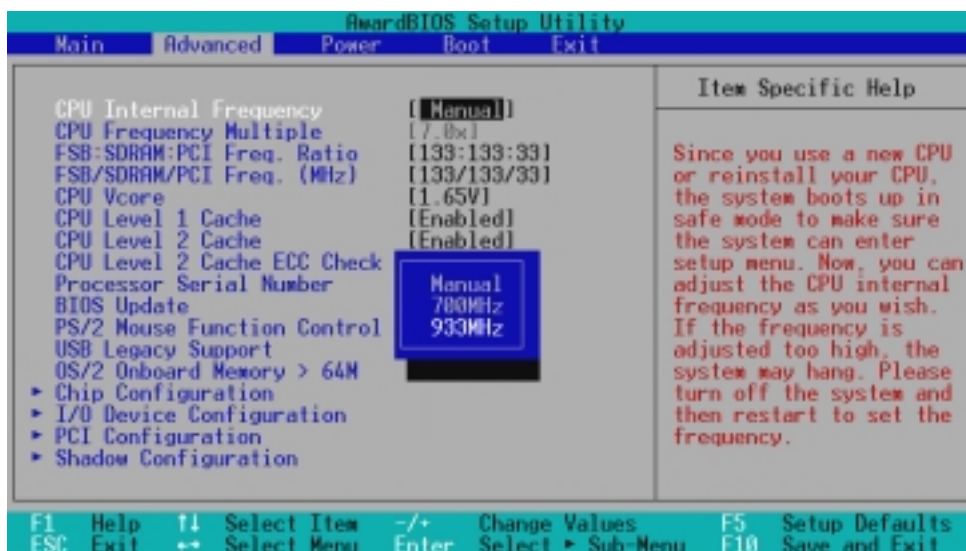 AwardBIOS Setup Utility
Main Advanced Power Boot Exit
Item Specific Help
CPU Internal Frequency [ Manual]
CPU Frequency Multiple [7.0x]
FSB:SDRAM:PCI Freq. Ratio [133:133:33]
FSB/SDRAM/PCI Freq. (MHz) [133/133/33]
CPU Vcore [1.65V]
CPU Level 1 Cache [Enabled]
CPU Level 2 Cache [Enabled]
CPU Level 2 Cache ECC Check
Processor Serial Number
BIOS Update
PS/2 Mouse Function Control
USB Legacy Support
OS/2 Onboard Memory > 64M
► Chip Configuration
► I/O Device Configuration
► PCI Configuration
► Shadow Configuration
Manual
700MHz
933MHz
Since you use a new CPU
or reinstall your CPU,
the system boots up in
safe mode to make sure
the system can enter
setup menu. Now, you can
adjust the CPU internal
frequency as you wish.
If the frequency is
adjusted too high, the
system may hang. Please
turn off the system and
then restart to set the
frequency.
F1 Help ↑↓ Select Item -/+ Change Values F5 Setup Defaults
ESC Exit ↔ Select Menu Enter Select ► Sub-Menu F10 Save and Exit